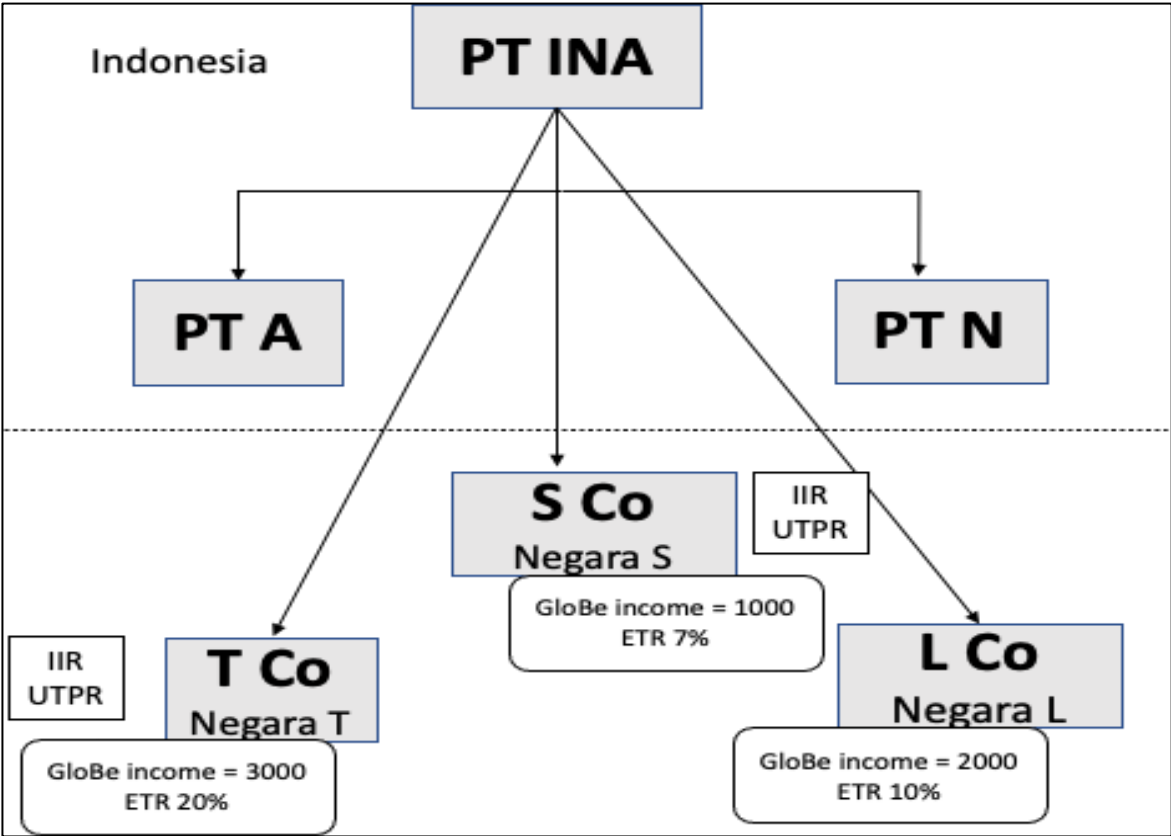 PT INA
Indonesia
PT A
PT N
S Co
Negara S
IIR
UTPR
GloBe income = 1000
ETR 7%
IIR
UTPR
T Co
Negara T
L Co
Negara L
GloBe income = 3000
ETR 20%
GloBe income = 2000
ETR 10%